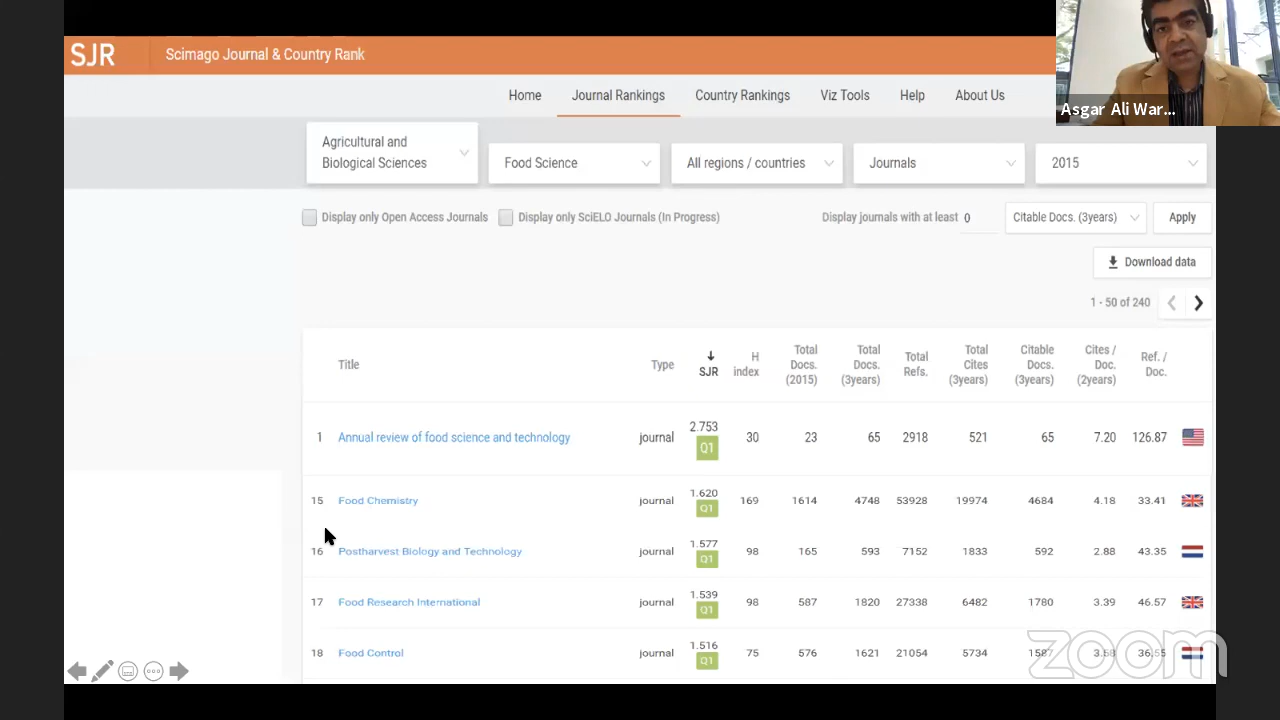 SJR Scimago Journal & Country Rank
Home Journal Rankings Country Rankings Viz Tools Help About Us
Asgar Ali War...
Agricultural and
Biological Sciences
Food Science
All regions / countries
Journals
2015
Display only Open Access Journals Display only SciELO Journals (In Progress) Display journals with at least 0 Citable Docs. (3years) Apply
Download data
1 - 50 of 240
Title Type SJR H index Total Docs. (2015) Total Docs. (3years) Total Refs. Total Cites (3years) Citable Docs. (3years) Cites / Doc. (2years) Ref. / Doc.
1 Annual review of food science and technology journal 2.753 Q1 30 23 65 2918 521 65 7.20 126.87
15 Food Chemistry journal 1.620 Q1 169 1614 4748 53928 19974 4684 4.18 33.41
16 Postharvest Biology and Technology journal 1.577 Q1 98 165 593 7152 1833 592 2.88 43.35
17 Food Research International journal 1.539 Q1 98 587 1820 27338 6482 1780 3.39 46.57
18 Food Control journal 1.516 Q1 75 576 1621 21054 5734 1587 3.58 36.55
zoom